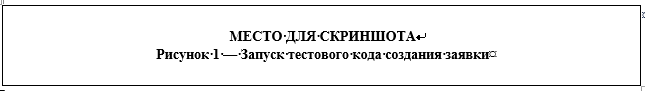 МЕСТО ДЛЯ СКРИНШОТА
Рисунок 1 — Запуск тестового кода создания заявки